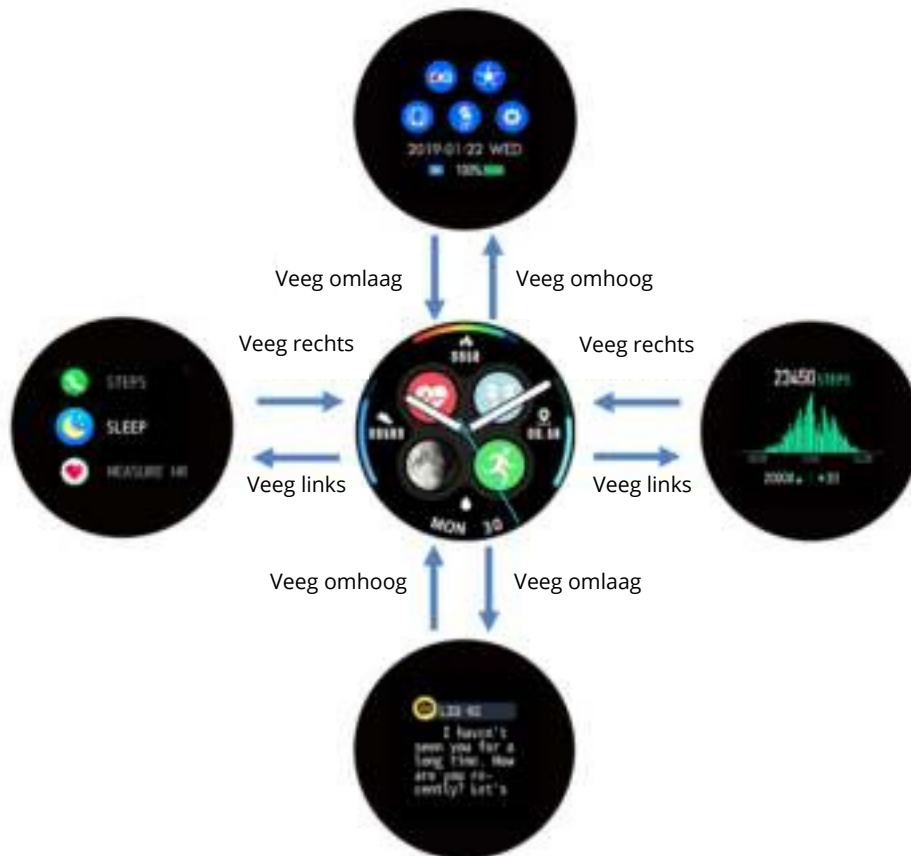 2019-01-22 WED
100%
Veeg omlaag
Veeg omhoog
Veeg rechts
Veeg rechts
STEPS
SLEEP
MEASURE HR
23450 STEPS
Veeg links
Veeg links
MON 30
Veeg omhoog
Veeg omlaag
I haven't
seen you for a
long time. How
are you re-
cently? Let's